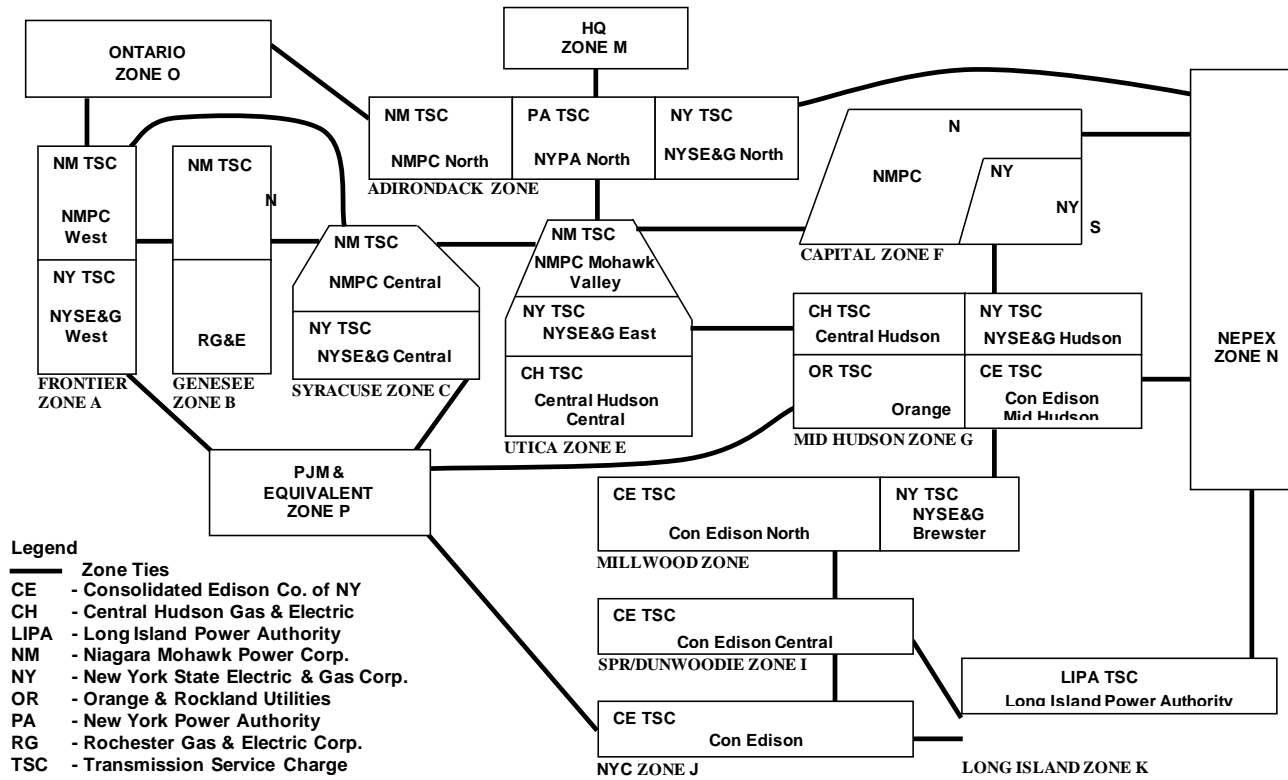 ONTARIO
ZONE O
HQ
ZONE M
NM TSC
NMPC North
PA TSC
NYPA North
NY TSC
NYSE&G North
ADIRONDACK ZONE
NEPEX
ZONE N
NM TSC
NMPC
West
NY TSC
NYSE&G
West
FRONTIER
ZONE A
NM TSC
N
RG&E
GENESEE
ZONE B
NM TSC
NMPC Central
NY TSC
NYSE&G Central
SYRACUSE ZONE C
NM TSC
NMPC Mohawk
Valley
NY TSC
NYSE&G East
CH TSC
Central Hudson
Central
UTICA ZONE E
N
NMPC
NY
NY
S
CAPITAL ZONE F
CH TSC
Central Hudson
NY TSC
NYSE&G Hudson
OR TSC
Orange
CE TSC
Con Edison
Mid Hudson
MID HUDSON ZONE G
PJM &
EQUIVALENT
ZONE P
CE TSC
Con Edison North
NY TSC
NYSE&G
Brewster
MILLWOOD ZONE
CE TSC
Con Edison Central
SPR/DUNWOODIE ZONE I
CE TSC
Con Edison
NYC ZONE J
LIPA TSC
Long Island Power Authority
LONG ISLAND ZONE K
Legend
Zone Ties
CE - Consolidated Edison Co. of NY
CH - Central Hudson Gas & Electric
LIPA - Long Island Power Authority
NM - Niagara Mohawk Power Corp.
NY - New York State Electric & Gas Corp.
OR - Orange & Rockland Utilities
PA - New York Power Authority
RG - Rochester Gas & Electric Corp.
TSC - Transmission Service Charge